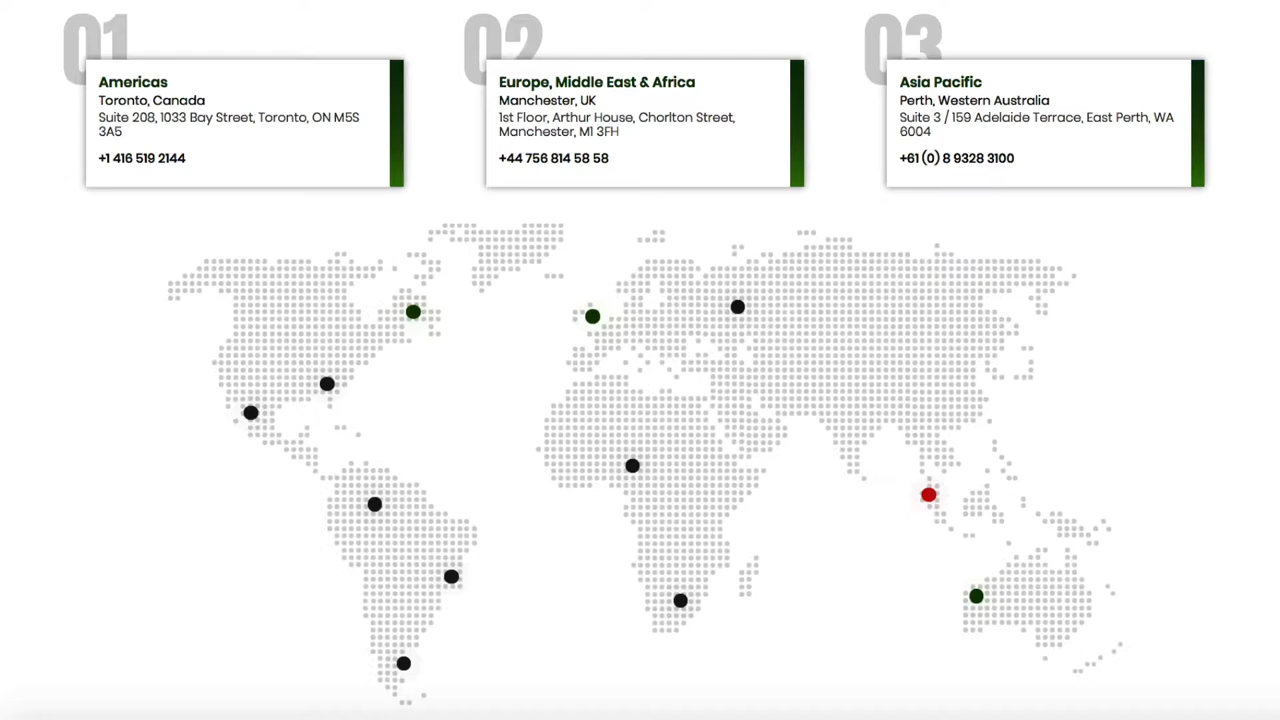 01
Americas
Toronto, Canada
Suite 208, 1033 Bay Street, Toronto, ON M5S
3A5
+1 416 519 2144
02
Europe, Middle East & Africa
Manchester, UK
1st Floor, Arthur House, Chorlton Street,
Manchester, M1 3FH
+44 756 814 58 58
03
Asia Pacific
Perth, Western Australia
Suite 3 / 159 Adelaide Terrace, East Perth, WA
6004
+61 (0) 8 9328 3100